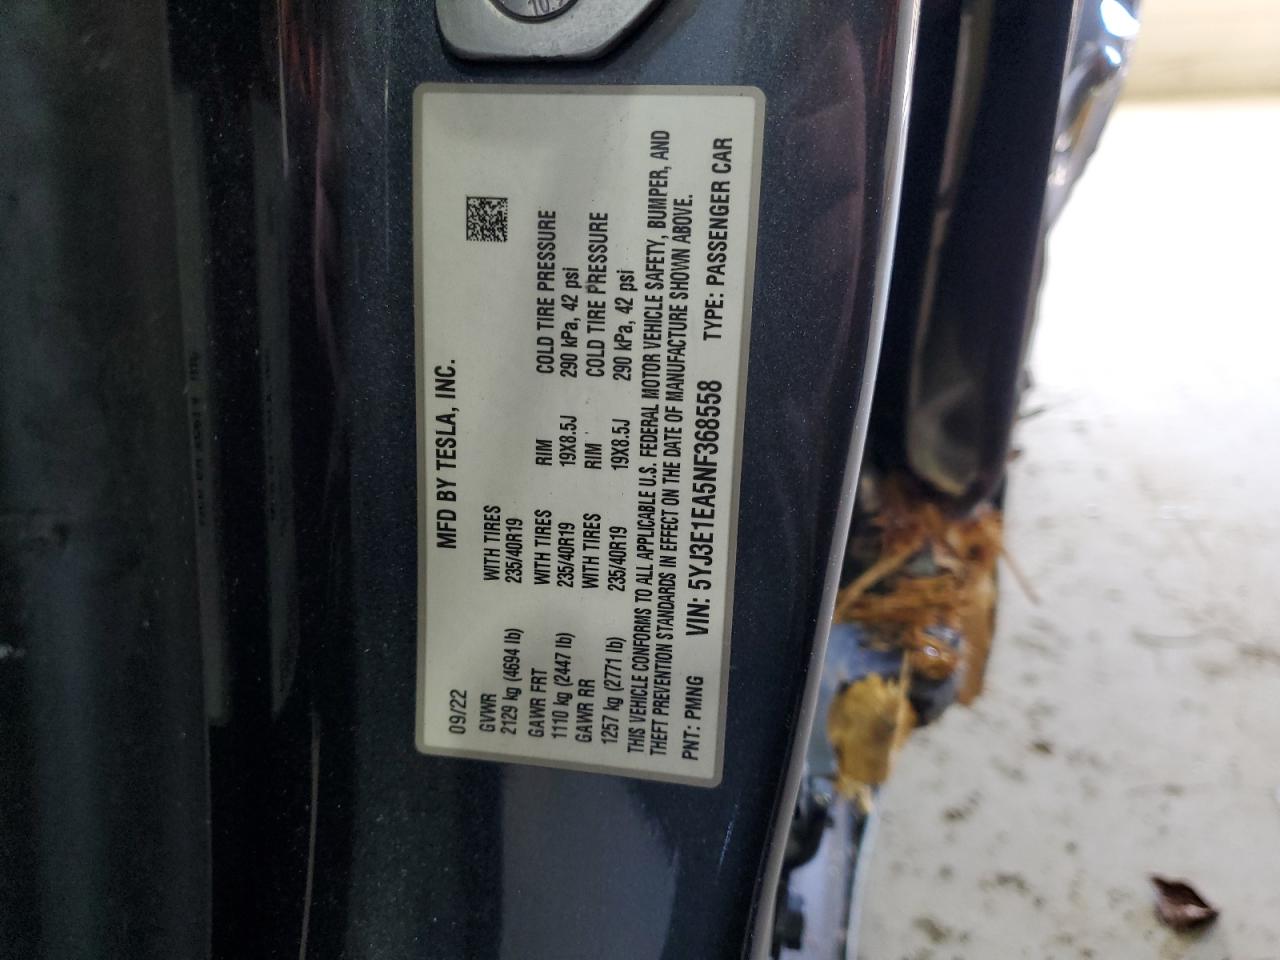 MFD BY TESLA, INC.
09/22
GVWR WITH TIRES
2129 kg (4694 lb) 235/40R19
GAWR FRT WITH TIRES RIM COLD TIRE PRESSURE
1110 kg (2447 lb) 235/40R19 19X8.5J 290 kPa, 42 psi
GAWR RR WITH TIRES RIM COLD TIRE PRESSURE
1257 kg (2771 lb) 235/40R19 19X8.5J 290 kPa, 42 psi
THIS VEHICLE CONFORMS TO ALL APPLICABLE U.S. FEDERAL MOTOR VEHICLE SAFETY, BUMPER, AND
THEFT PREVENTION STANDARDS IN EFFECT ON THE DATE OF MANUFACTURE SHOWN ABOVE.
PNT: PMNG VIN: 5YJ3E1EA5NF368558 TYPE: PASSENGER CAR